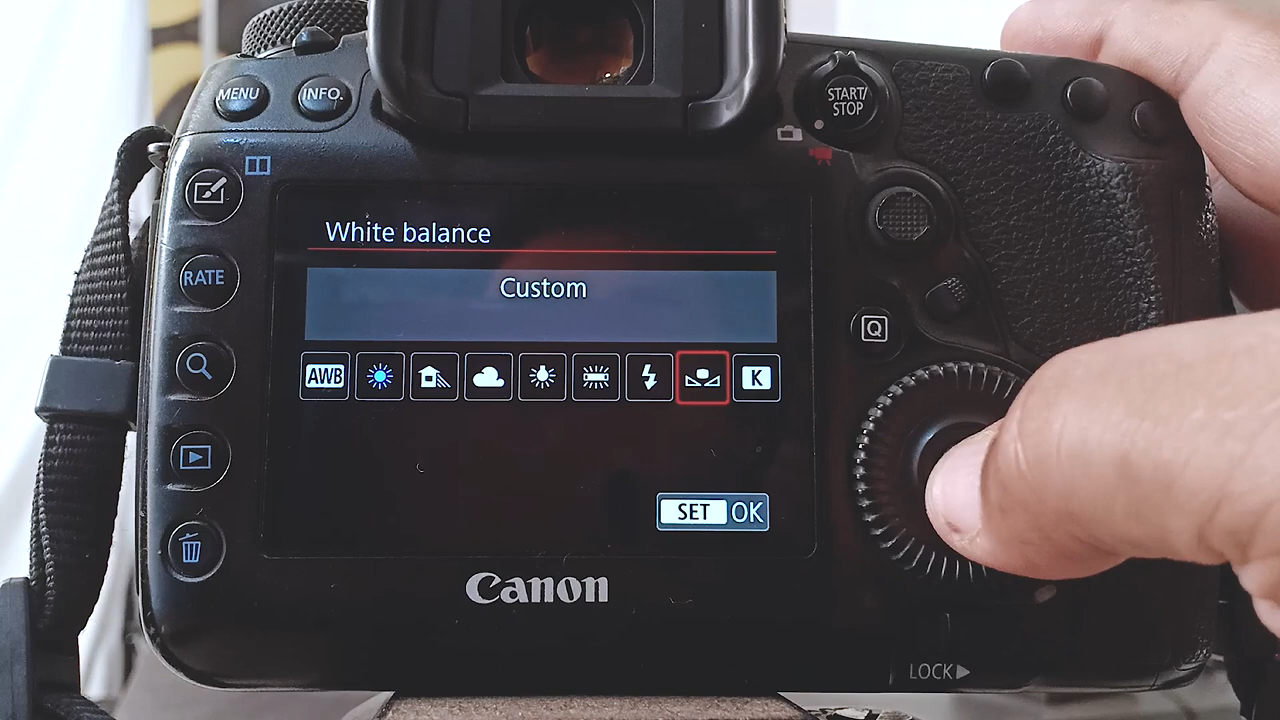 MENU
INFO.
START/
STOP
RATE
White balance
Custom
AWB
K
Q
SET OK
Canon
LOCK▶